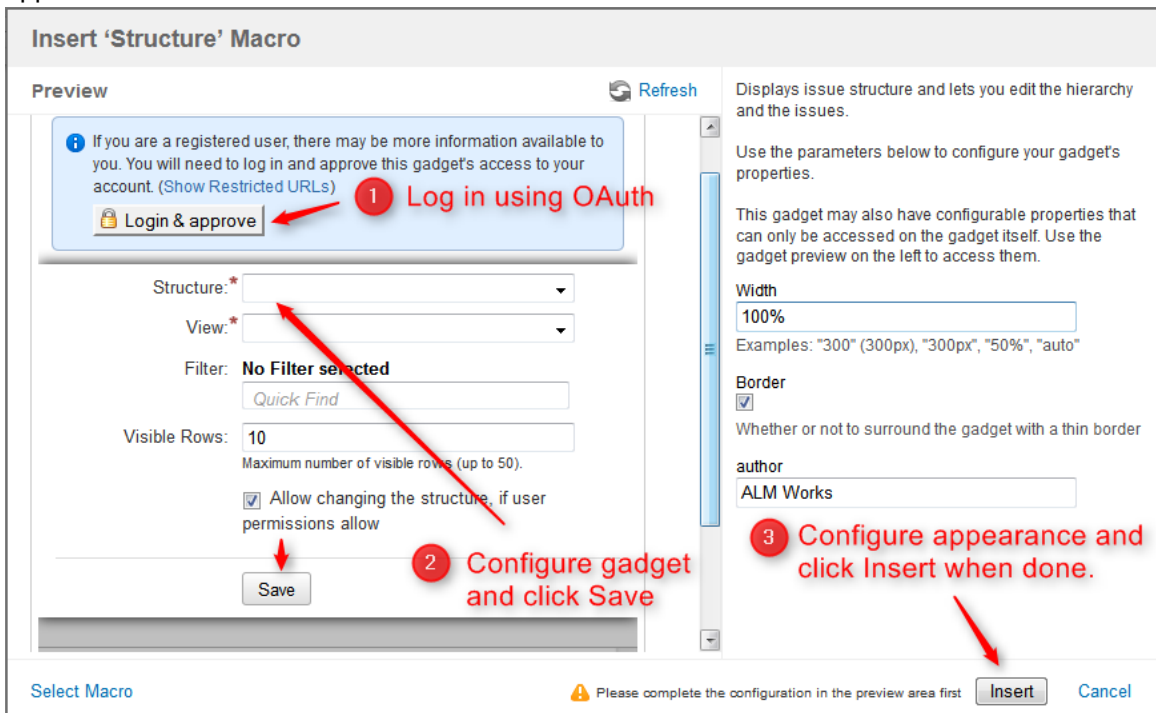 Insert ‘Structure’ Macro
Preview
Refresh
If you are a registered user, there may be more information available to
you. You will need to log in and approve this gadget's access to your
account. (Show Restricted URLs)
1 Log in using OAuth
Login & approve
Structure:*
View:*
Filter: No Filter selected
Quick Find
Visible Rows: 10
Maximum number of visible rows (up to 50).
Allow changing the structure, if user
permissions allow
2 Configure gadget
and click Save
Save
Displays issue structure and lets you edit the hierarchy
and the issues.
Use the parameters below to configure your gadget's
properties.
This gadget may also have configurable properties that
can only be accessed on the gadget itself. Use the
gadget preview on the left to access them.
Width
100%
Examples: "300" (300px), "300px", "50%", "auto"
Border
Whether or not to surround the gadget with a thin border
author
ALM Works
3 Configure appearance and
click Insert when done.
Select Macro
Please complete the configuration in the preview area first
Insert
Cancel